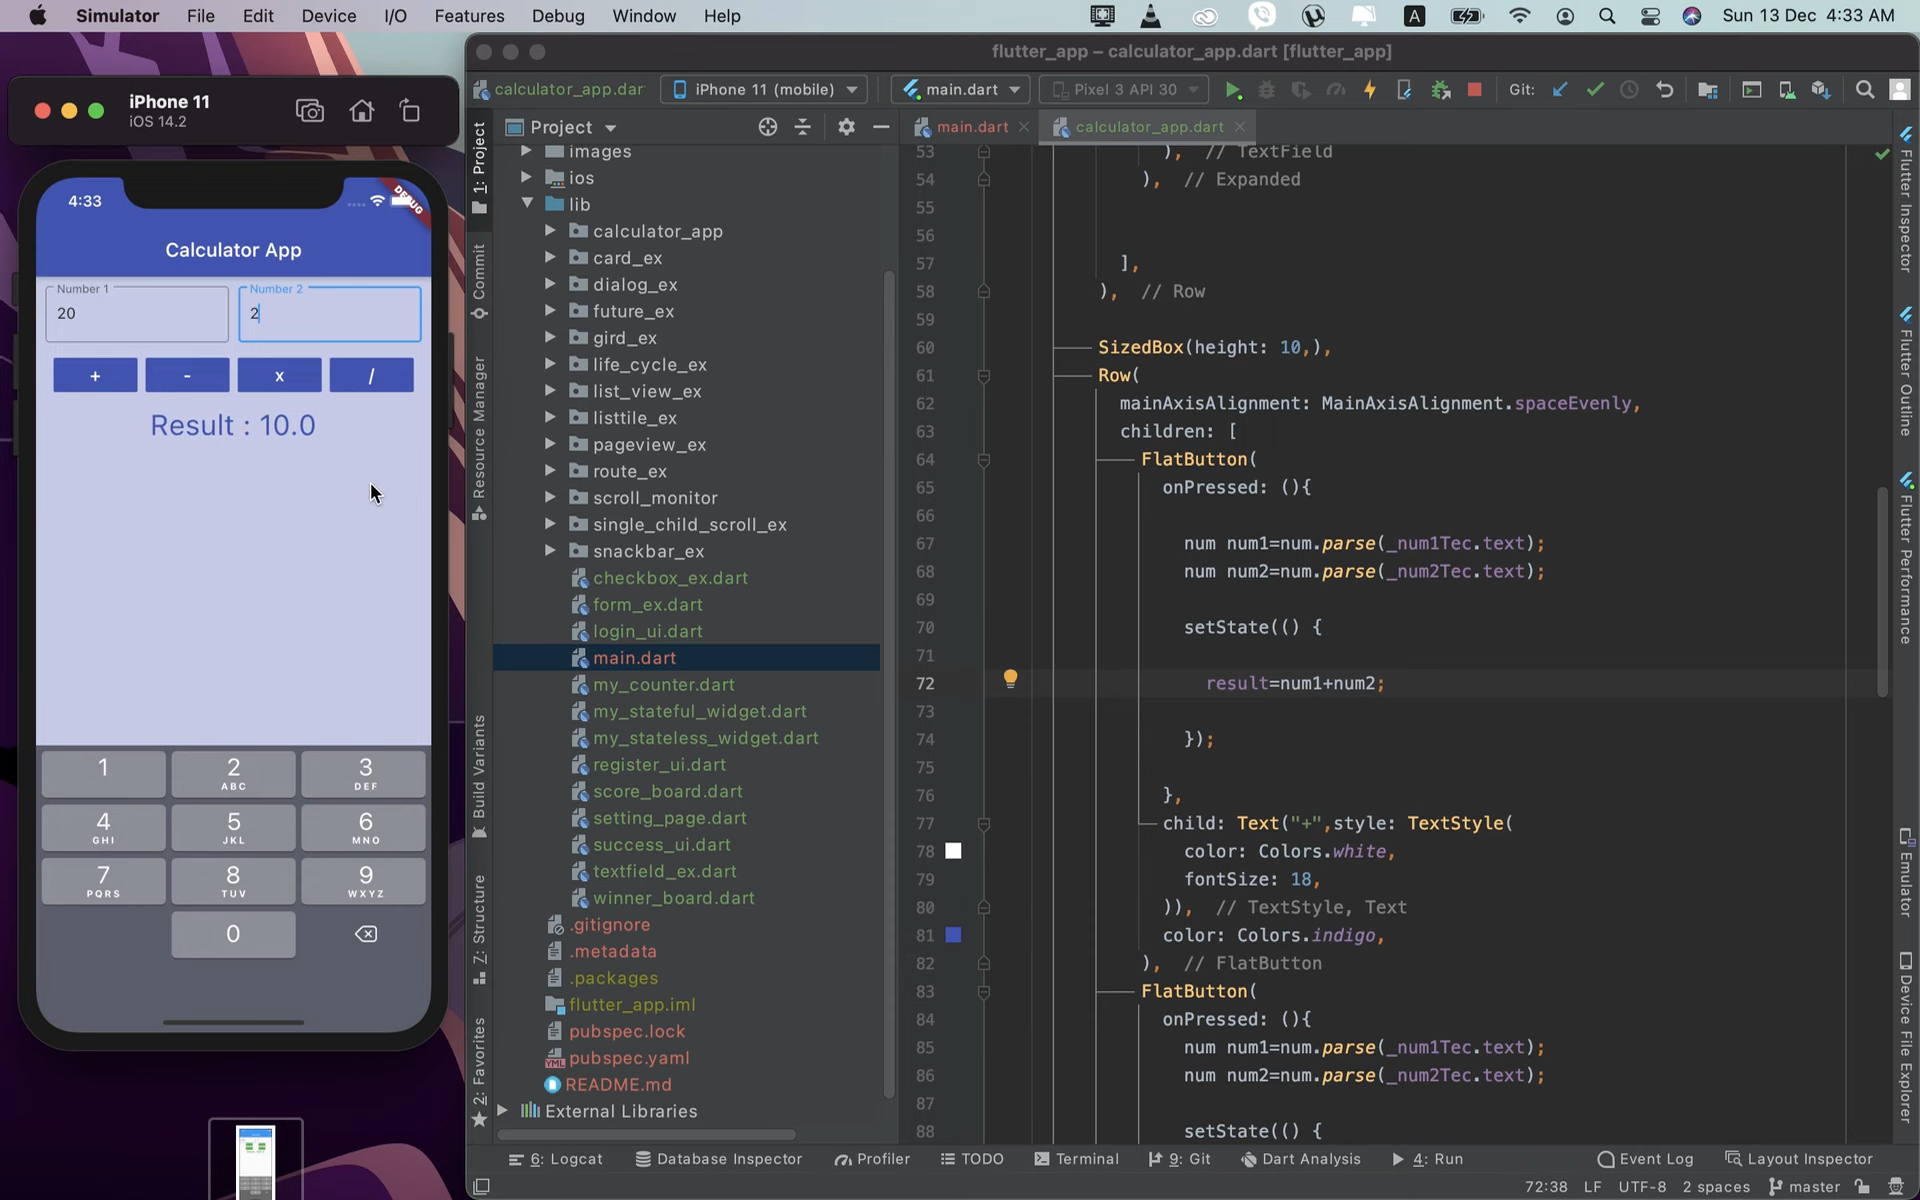 Simulator File Edit Device I/O Features Debug Window Help A Sun 13 Dec 4:33 AM
iPhone 11
iOS 14.2
4:33
DEBUG
Calculator App
Number 1
20
Number 2
2
+ - x /
Result : 10.0
1
2
ABC
3
DEF
4
GHI
5
JKL
6
MNO
7
PQRS
8
TUV
9
WXYZ
0
flutter_app – calculator_app.dart [flutter_app]
calculator_app.dar iPhone 11 (mobile) main.dart Pixel 3 API 30 Git:
1: Project
Commit
Resource Manager
Build Variants
7: Structure
2: Favorites
Project
images
ios
lib
calculator_app
card_ex
dialog_ex
future_ex
gird_ex
life_cycle_ex
list_view_ex
listtile_ex
pageview_ex
route_ex
scroll_monitor
single_child_scroll_ex
snackbar_ex
checkbox_ex.dart
form_ex.dart
login_ui.dart
main.dart
my_counter.dart
my_stateful_widget.dart
my_stateless_widget.dart
register_ui.dart
score_board.dart
setting_page.dart
success_ui.dart
textfield_ex.dart
winner_board.dart
.gitignore
.metadata
.packages
flutter_app.iml
pubspec.lock
YML pubspec.yaml
README.md
External Libraries
main.dart calculator_app.dart
53 ), // TextField
54 ), // Expanded
55
56
57 ],
58 ), // Row
59
60 SizedBox(height: 10,),
61 Row(
62 mainAxisAlignment: MainAxisAlignment.spaceEvenly,
63 children: [
64 FlatButton(
65 onPressed: (){
66
67 num num1=num.parse(_num1Tec.text);
68 num num2=num.parse(_num2Tec.text);
69
70 setState(() {
71
72 result=num1+num2;
73
74 });
75
76 },
77 child: Text("+",style: TextStyle(
78 color: Colors.white,
79 fontSize: 18,
80 )), // TextStyle, Text
81 color: Colors.indigo,
82 ), // FlatButton
83 FlatButton(
84 onPressed: (){
85 num num1=num.parse(_num1Tec.text);
86 num num2=num.parse(_num2Tec.text);
87
88 setState(() {
Flutter Inspector
Flutter Outline
Flutter Performance
Emulator
Device File Explorer
6: Logcat Database Inspector Profiler TODO Terminal 9: Git Dart Analysis 4: Run Event Log Layout Inspector
72:38 LF UTF-8 2 spaces master